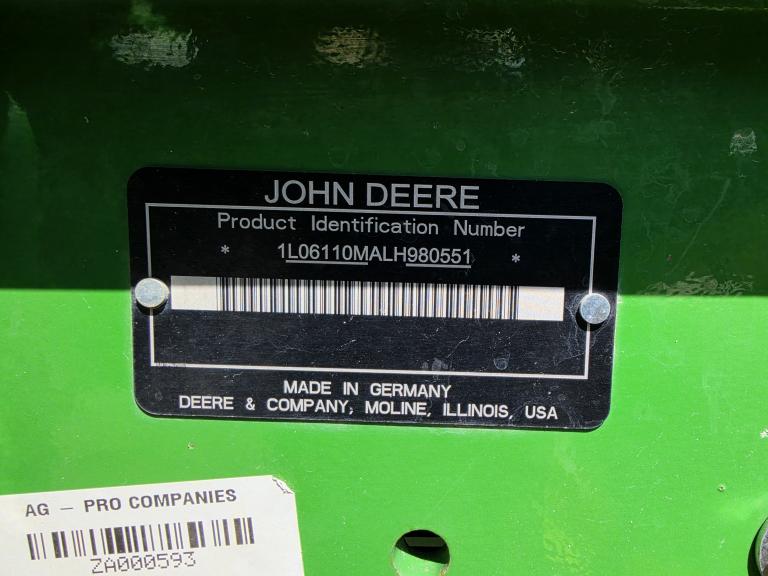 JOHN DEERE
Product Identification Number
* 1L06110MALH980551 *
MADE IN GERMANY
DEERE & COMPANY, MOLINE, ILLINOIS, USA
AG – PRO COMPANIES
ZA000593